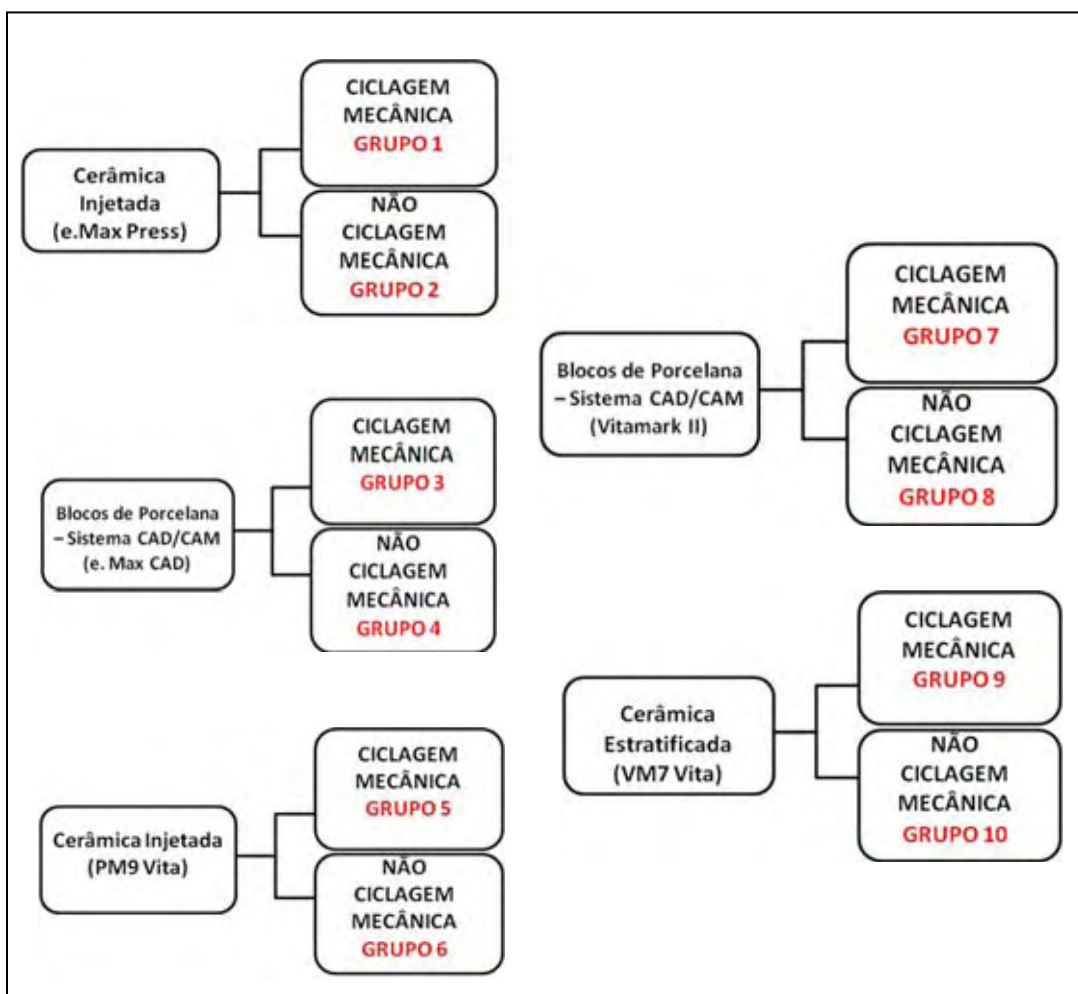 Cerâmica
Injetada
(e.Max Press)
CICLAGEM
MECÂNICA
GRUPO 1
NÃO
CICLAGEM
MECÂNICA
GRUPO 2
Blocos de Porcelana
– Sistema CAD/CAM
(e. Max CAD)
CICLAGEM
MECÂNICA
GRUPO 3
NÃO
CICLAGEM
MECÂNICA
GRUPO 4
Cerâmica Injetada
(PM9 Vita)
CICLAGEM
MECÂNICA
GRUPO 5
NÃO
CICLAGEM
MECÂNICA
GRUPO 6
Blocos de Porcelana
– Sistema CAD/CAM
(Vitamark II)
CICLAGEM
MECÂNICA
GRUPO 7
NÃO
CICLAGEM
MECÂNICA
GRUPO 8
Cerâmica
Estratificada
(VM7 Vita)
CICLAGEM
MECÂNICA
GRUPO 9
NÃO
CICLAGEM
MECÂNICA
GRUPO 10